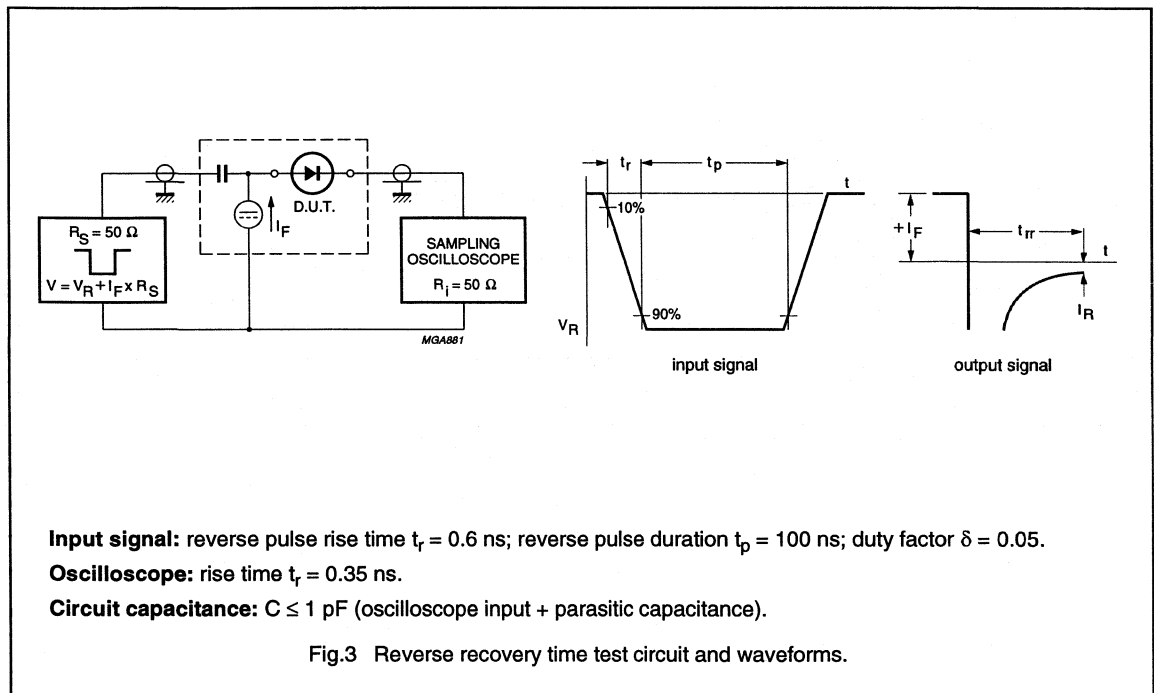 D.U.T.
I_F
R_S = 50 Ω
V = V_R + I_F x R_S
SAMPLING
OSCILLOSCOPE
R_i = 50 Ω
MGA881
t_r
t_p
t
10%
90%
V_R
input signal
+ I_F
t_rr
t
I_R
output signal
Input signal: reverse pulse rise time t_r = 0.6 ns; reverse pulse duration t_p = 100 ns; duty factor δ = 0.05.
Oscilloscope: rise time t_r = 0.35 ns.
Circuit capacitance: C ≤ 1 pF (oscilloscope input + parasitic capacitance).
Fig.3 Reverse recovery time test circuit and waveforms.